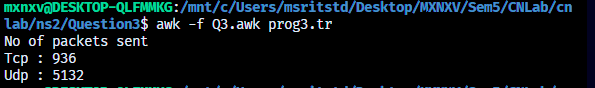 mxnxv@DESKTOP-QLFMMKG:/mnt/c/Users/msritstd/Desktop/MXNXV/Sem5/CNLab/cn
lab/ns2/Question3$ awk -f Q3.awk prog3.tr
No of packets sent
Tcp : 936
Udp : 5132